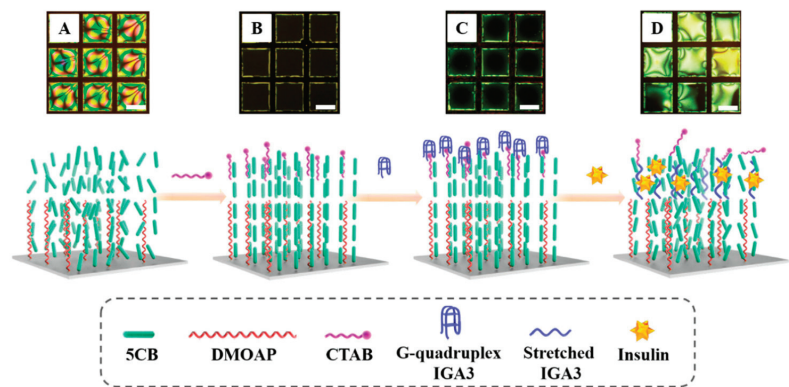 A
B
C
D
5CB
DMOAP
CTAB
G-quadruplex
IGA3
Stretched
IGA3
Insulin